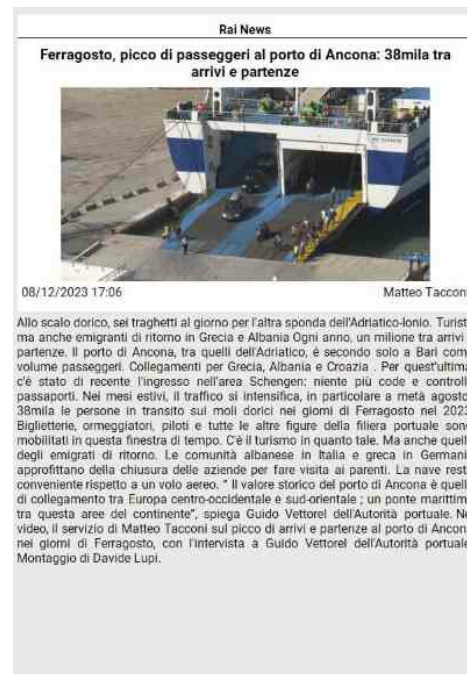 Rai News
Ferragosto, picco di passeggeri al porto di Ancona: 38mila tra
arrivi e partenze
08/12/2023 17:06 Matteo Tacconi
Allo scalo dorico, sei traghetti al giorno per l'altra sponda dell'Adriatico-Ionio. Turist
ma anche emigranti di ritorno in Grecia e Albania Ogni anno, un milione tra arrivi
partenze. Il porto di Ancona, tra quelli dell'Adriatico, è secondo solo a Bari com
volume passeggeri. Collegamenti per Grecia, Albania e Croazia . Per quest'ultima
c'è stato di recente l'ingresso nell'area Schengen: niente più code e controll
passaporti. Nei mesi estivi, il traffico si intensifica, in particolare a metà agosto
38mila le persone in transito sui moli dorici nei giorni di Ferragosto nel 2023
Biglietterie, ormeggiatori, piloti e tutte le altre figure della filiera portuale son
mobilitati in questa finestra di tempo. C'è il turismo in quanto tale. Ma anche quell
degli emigrati di ritorno. Le comunità albanese in Italia e greca in Germani
approfittano della chiusura delle aziende per fare visita ai parenti. La nave rest
conveniente rispetto a un volo aereo. " Il valore storico del porto di Ancona è quell
di collegamento tra Europa centro-occidentale e sud-orientale ; un ponte marittim
tra questa aree del continente", spiega Guido Vettorel dell'Autorità portuale. Ne
video, il servizio di Matteo Tacconi sul picco di arrivi e partenze al porto di Ancon
nei giorni di Ferragosto, con l'intervista a Guido Vettorel dell'Autorità portuale
Montaggio di Davide Lupi.